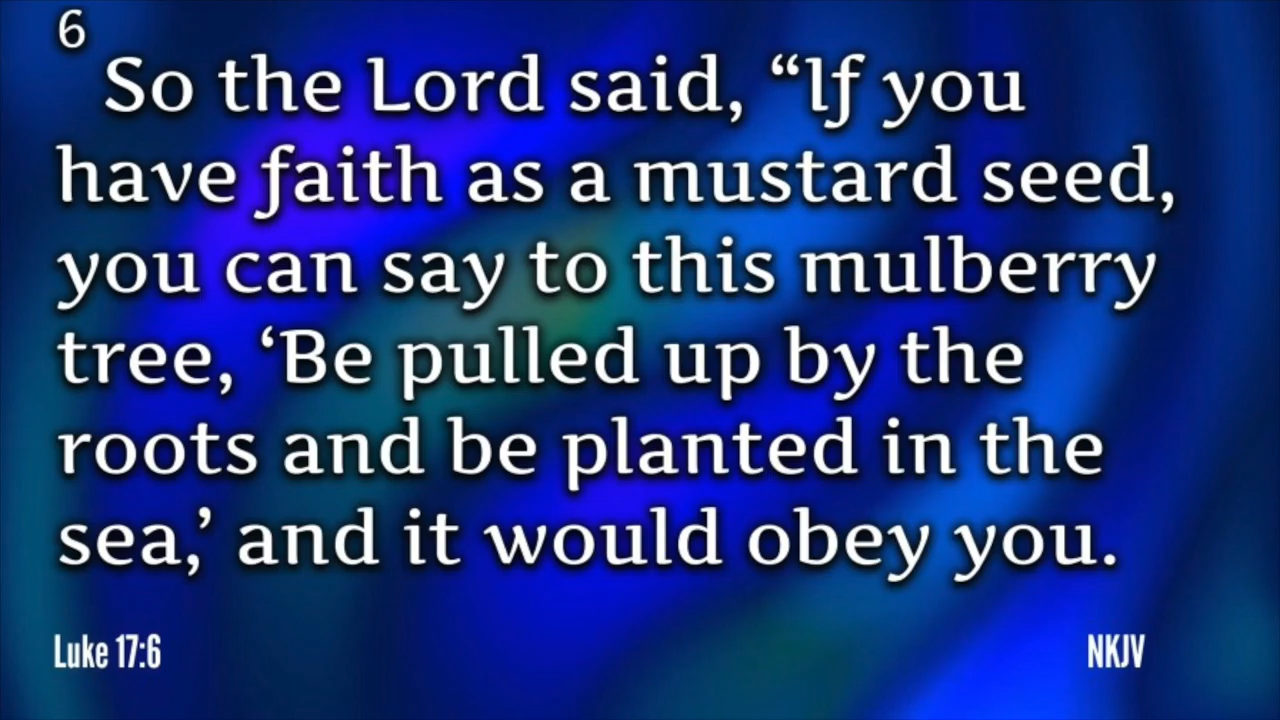 6
So the Lord said, “If you
have faith as a mustard seed,
you can say to this mulberry
tree, ‘Be pulled up by the
roots and be planted in the
sea,’ and it would obey you.
Luke 17:6
NKJV